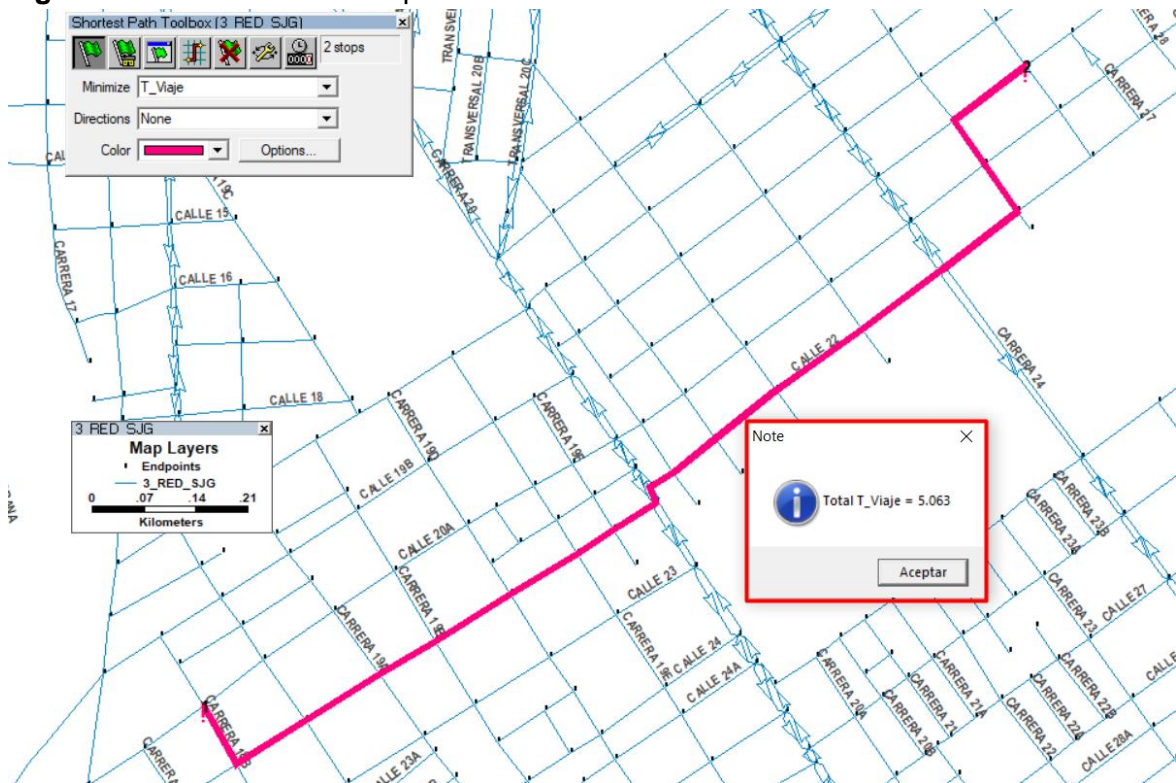 Shortest Path Toolbox (3 RED SJG)
2 stops
Minimize T_Viaje
Directions None
Color Options...
TRANSVERSAL 20B
TRANSVERSAL 20C
CARRERA 20
CARRERA 28
CARRERA 27
CALLE 15
CARRERA 17
CALLE 16
CALLE 18
CALLE 22
CARRERA 24
3 RED SJG
Map Layers
Endpoints
3_RED_SJG
0 .07 .14 .21
Kilometers
CARRERA 19D
CARRERA 19E
CALLE 19B
CALLE 20A
CARRERA 19A
CALLE 23
CALLE 24
CALLE 24A
CALLE 23A
Note
Total T_Viaje = 5.063
Aceptar
CARRERA 23B
CARRERA 23A
CARRERA 23
CALLE 27
CARRERA 20A
CARRERA 20B
CARRERA 21
CARRERA 21A
CARRERA 22
CARRERA 22A
CARRERA 22B
CALLE 28A